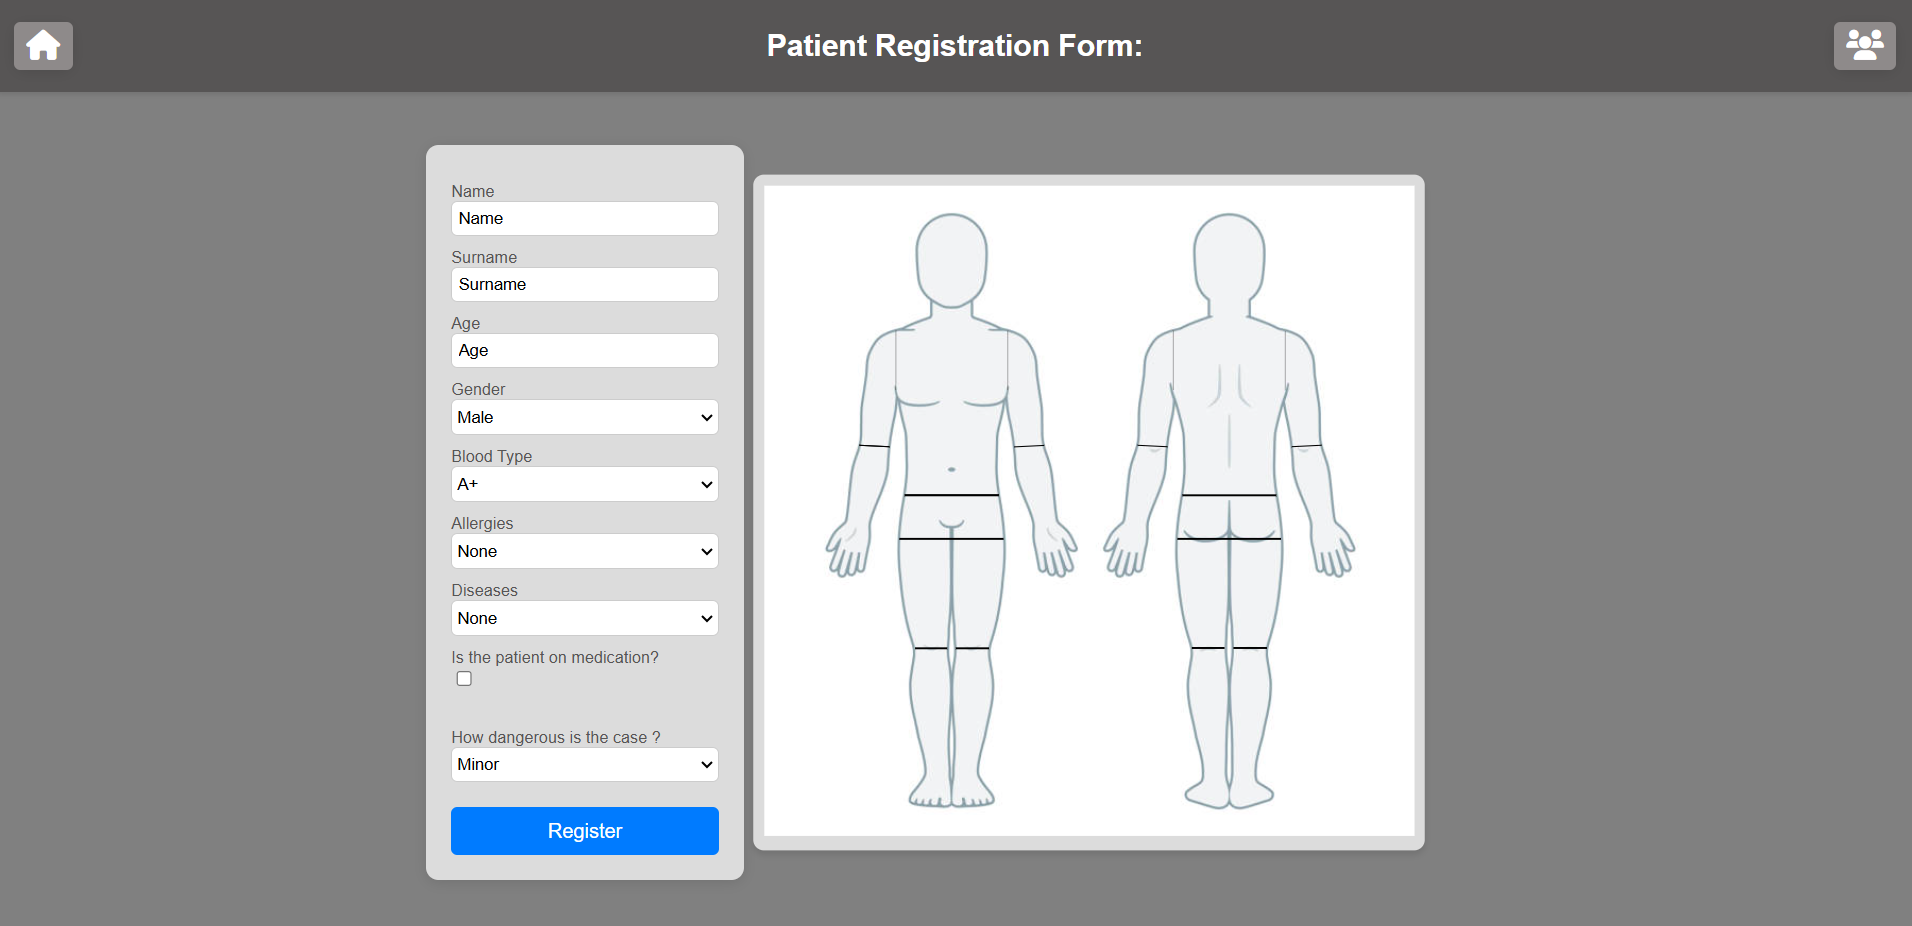 Patient Registration Form:
Name
Name
Surname
Surname
Age
Age
Gender
Male
Blood Type
A+
Allergies
None
Diseases
None
Is the patient on medication?
How dangerous is the case ?
Minor
Register